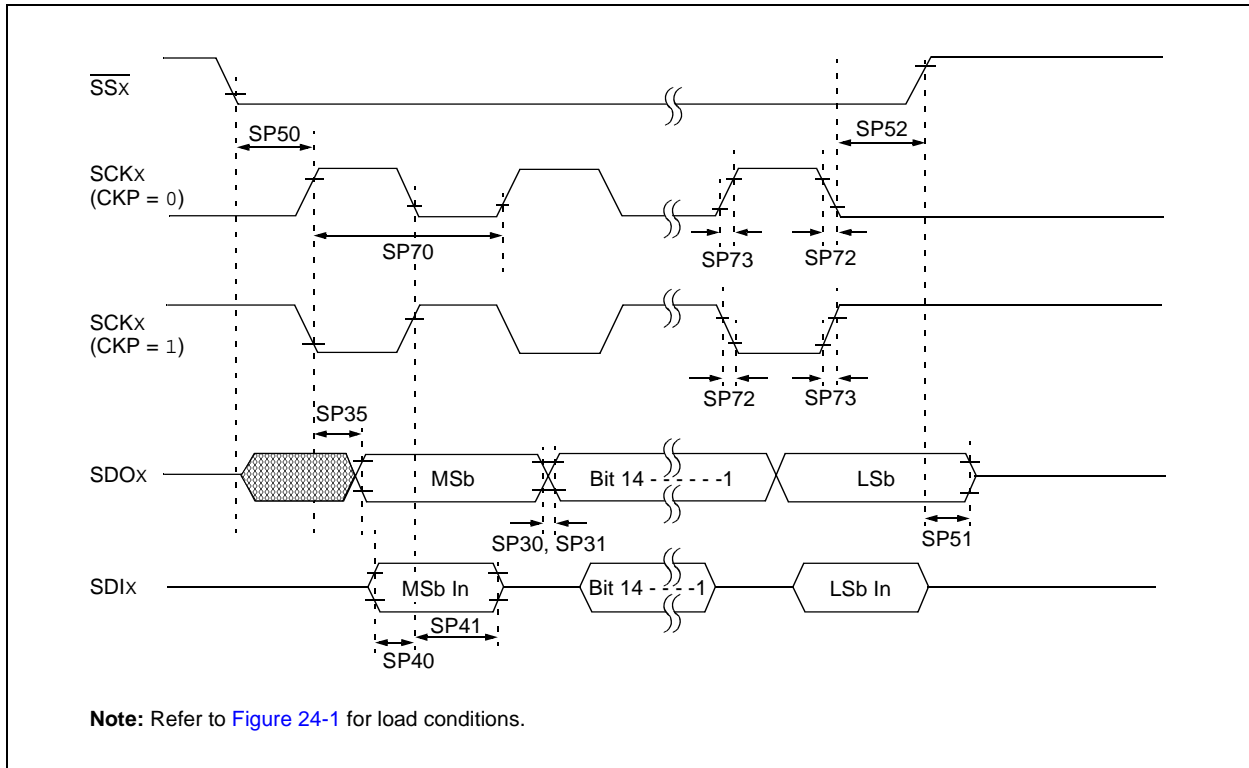 SSX
SP50
SP52
SCKX
(CKP = 0)
SP70
SP73
SP72
SCKX
(CKP = 1)
SP72
SP73
SP35
SDOX
MSb
Bit 14 - - - - - -1
LSb
SP30, SP31
SP51
SDIX
MSb In
Bit 14 - - - -1
LSb In
SP41
SP40
Note: Refer to Figure 24-1 for load conditions.